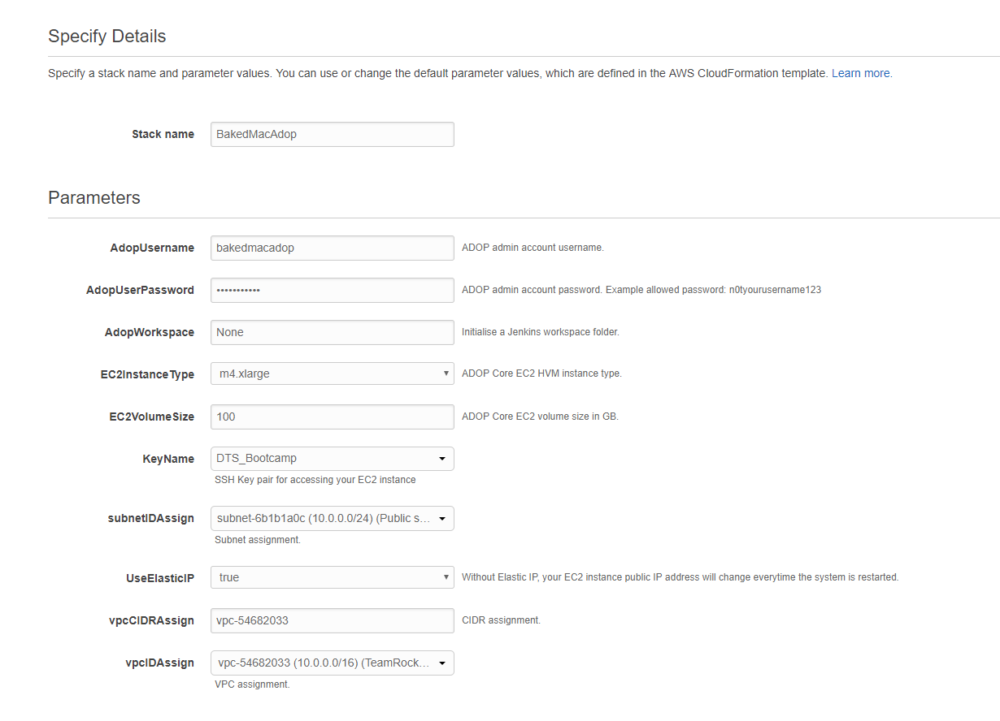 Specify Details
Specify a stack name and parameter values. You can use or change the default parameter values, which are defined in the AWS CloudFormation template. Learn more.
Stack name BakedMacAdop
Parameters
AdopUsername bakedmacadop ADOP admin account username.
AdopUserPassword ••••••••••• ADOP admin account password. Example allowed password: n0tyourusername123
AdopWorkspace None Initialise a Jenkins workspace folder.
EC2InstanceType m4.xlarge ADOP Core EC2 HVM instance type.
EC2VolumeSize 100 ADOP Core EC2 volume size in GB.
KeyName DTS_Bootcamp
SSH Key pair for accessing your EC2 instance
subnetIDAssign subnet-6b1b1a0c (10.0.0.0/24) (Public s...
Subnet assignment.
UseElasticIP true Without Elastic IP, your EC2 instance public IP address will change everytime the system is restarted.
vpcCIDRAssign vpc-54682033 CIDR assignment.
vpcIDAssign vpc-54682033 (10.0.0.0/16) (TeamRock...
VPC assignment.